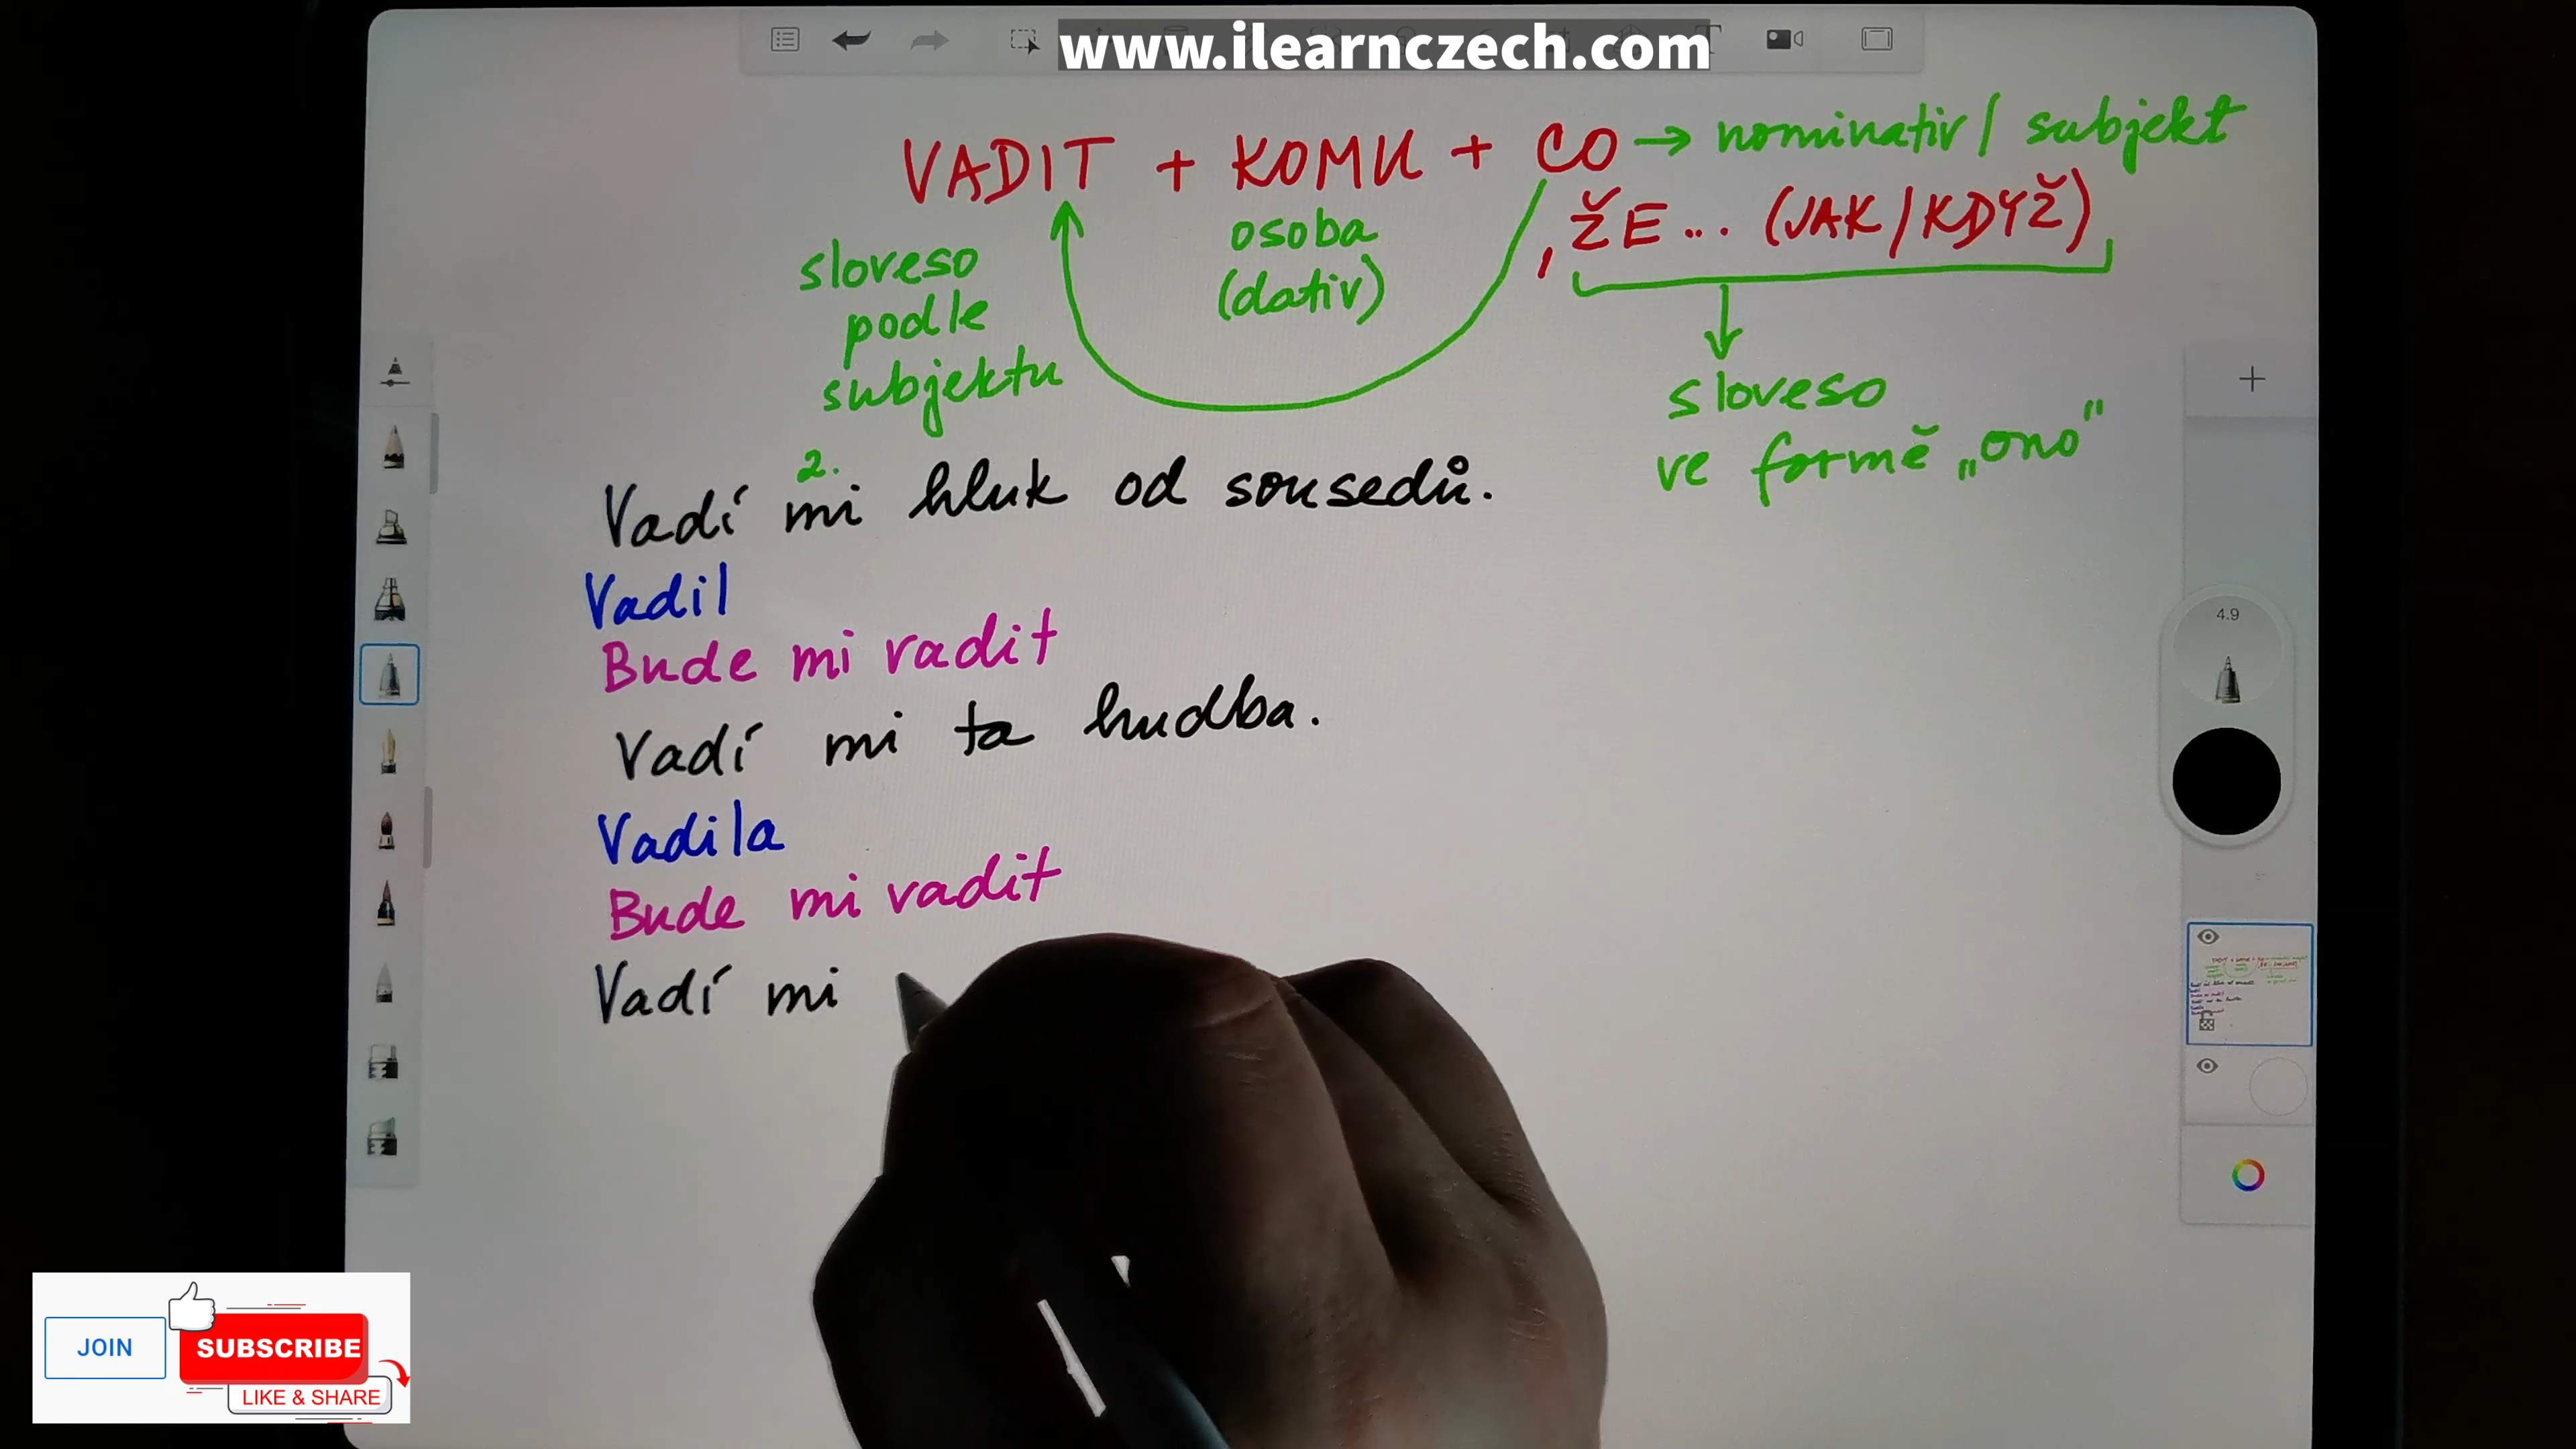 www.ilearnczech.com
VADIT + KOMU + CO → nominativ / subjekt
, ŽE... (JAK/KDYŽ)
sloveso
podle
subjektu
osoba
(dativ)
sloveso
ve formě „ono"
2.
Vadí mi hluk od sousedů.
Vadil
Bude mi vadit
Vadí mi ta hudba.
Vadila
Bude mi vadit
Vadí mi
4.9
JOIN
SUBSCRIBE
LIKE & SHARE